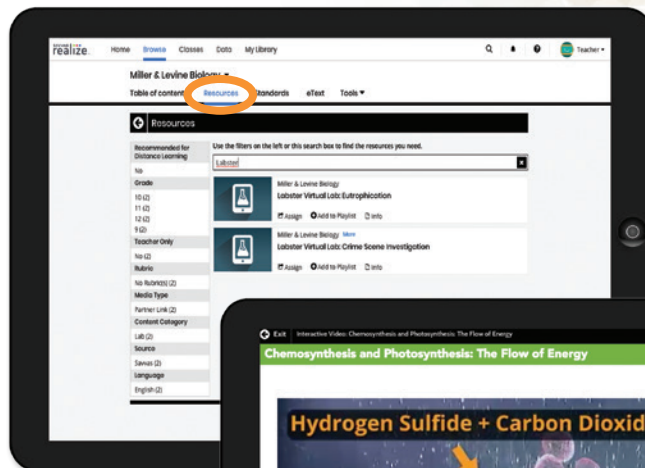 realize
Home Browse Classes Data My Library
Teacher
Miller & Levine Biology
Table of content Resources Standards eText Tools
Resources
Recommended for Distance Learning
No
Grade
10 (2)
11 (2)
12 (2)
9 (2)
Teacher Only
No (2)
Rubric
No Rubric(s) (2)
Media Type
Partner Link (2)
Content Category
Lab (2)
Source
Savvas (2)
Language
English (2)
Use the filters on the left or this search box to find the resources you need.
Labster
Miller & Levine Biology
Labster Virtual Lab: Eutrophication
Assign Add to Playlist Info
Miller & Levine Biology More
Labster Virtual Lab: Crime Scene Investigation
Assign Add to Playlist Info
Exit Interactive Video: Chemosynthesis and Photosynthesis: The Flow of Energy
Chemosynthesis and Photosynthesis: The Flow of Energy
Hydrogen Sulfide + Carbon Dioxid